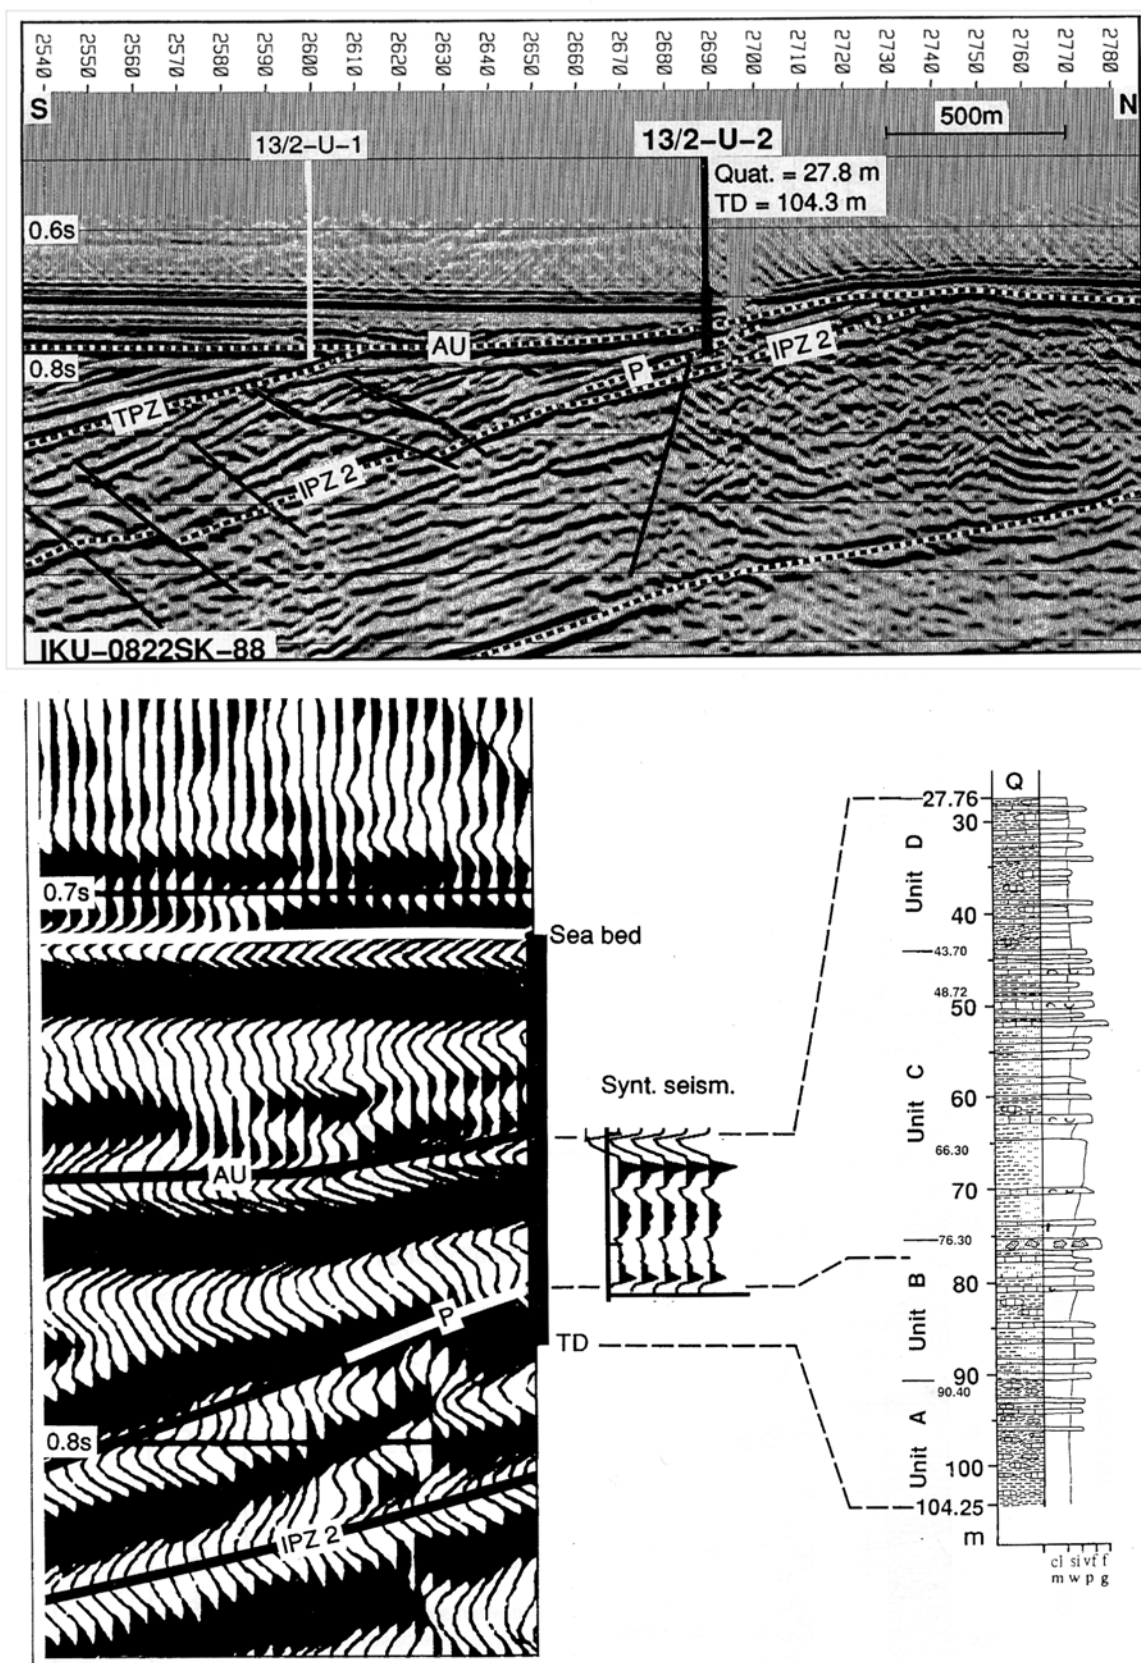 2540 2550 2560 2570 2580 2590 2600 2610 2620 2630 2640 2650 2660 2670 2680 2690 2700 2710 2720 2730 2740 2750 2760 2770 2780
S
N
500m
13/2-U-1
13/2-U-2
Quat. = 27.8 m
TD = 104.3 m
0.6s
AU
0.8s
P
IPZ 2
TPZ
IPZ 2
IKU-0822SK-88
0.7s
Sea bed
AU
P
TD
0.8s
IPZ 2
Synt. seism.
Q
27.76
30
Unit D
40
43.70
48.72
50
Unit C
60
66.30
70
76.30
80
Unit B
90
90.40
Unit A
100
104.25
m
cl si vf f
m w p g